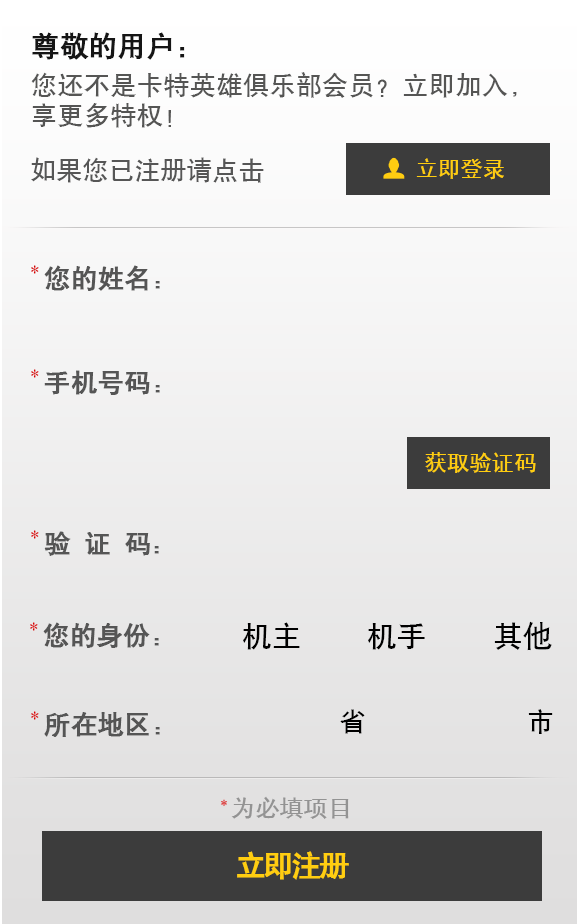 尊敬的用户：
您还不是卡特英雄俱乐部会员？立即加入，
享更多特权！
如果您已注册请点击
立即登录
*您的姓名：
*手机号码：
获取验证码
*验 证 码：
*您的身份： 机主 机手 其他
*所在地区： 省 市
*为必填项目
立即注册